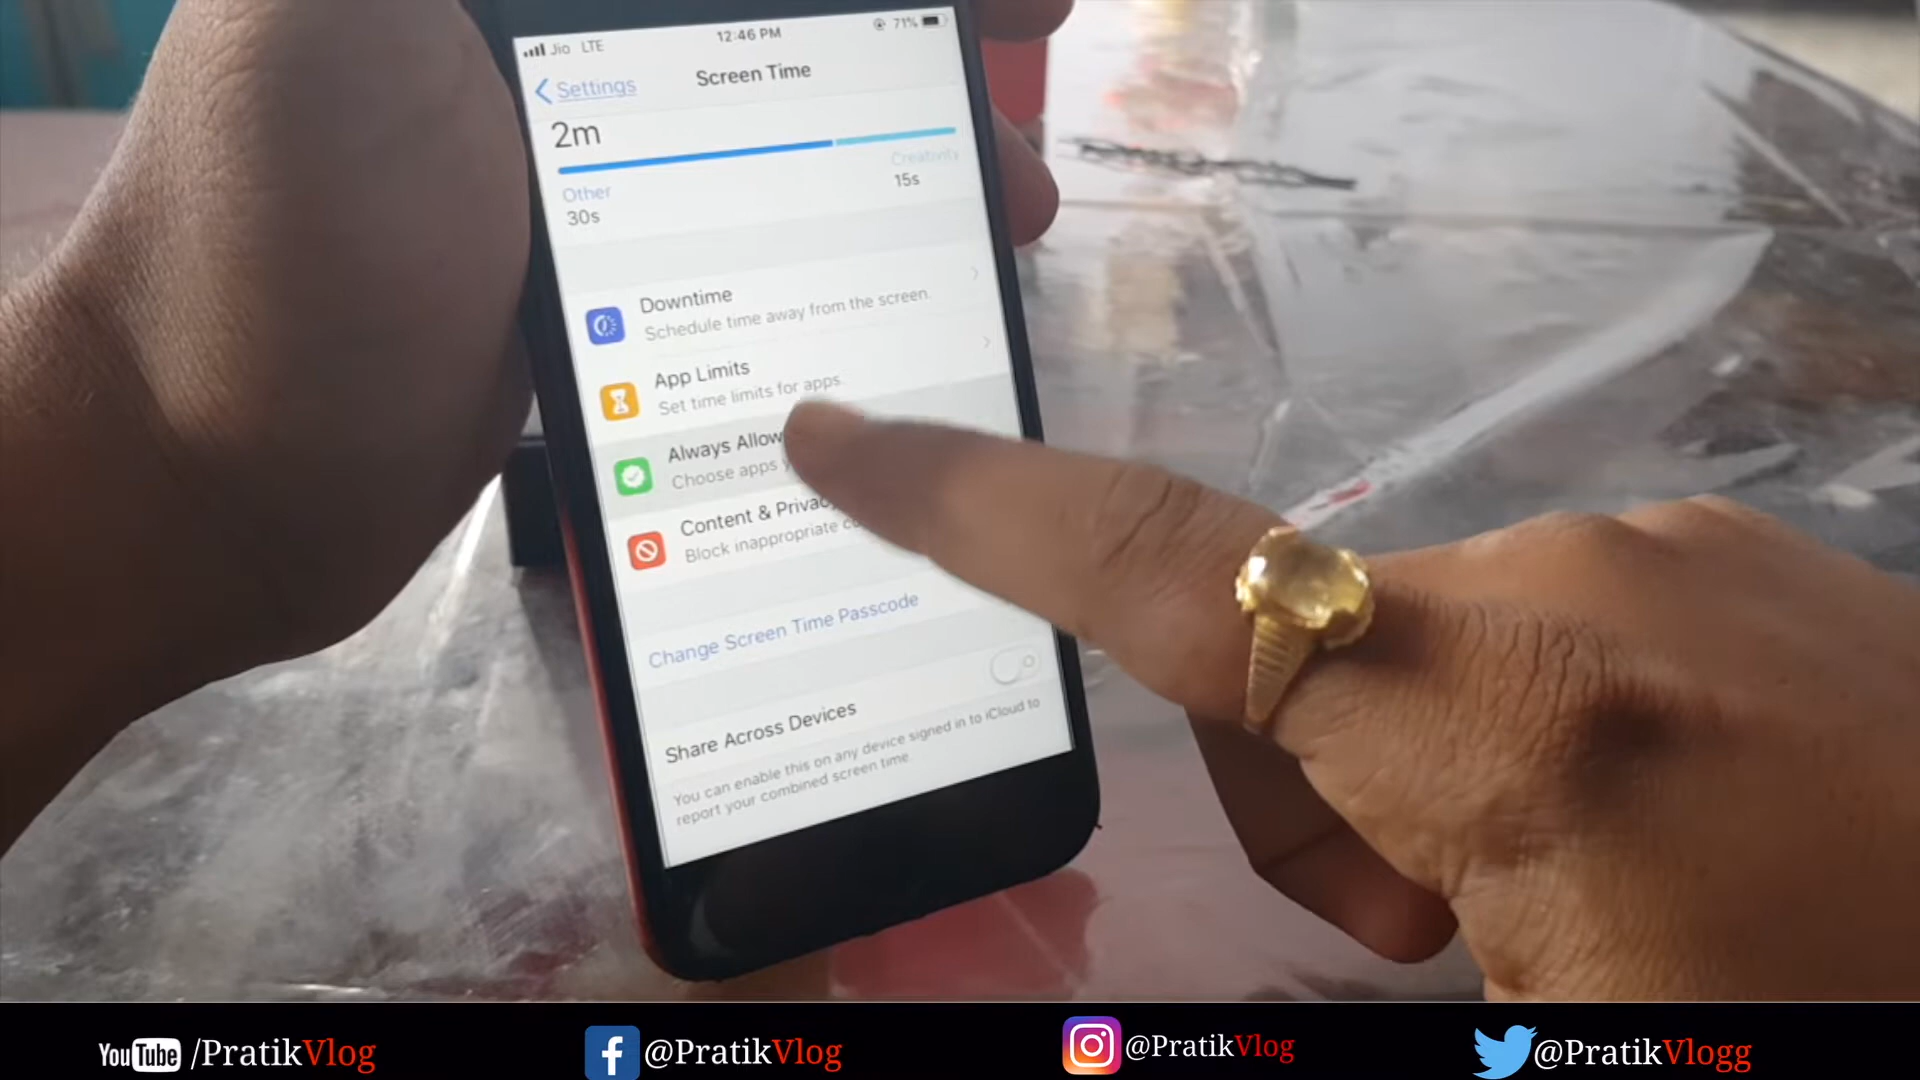 Jio LTE 12:46 PM 71%
Settings Screen Time
2m
Other Creativity
30s 15s
Downtime
Schedule time away from the screen.
App Limits
Set time limits for apps.
Always Allow
Choose apps
Content & Privac
Block inappropriate
Change Screen Time Passcode
Share Across Devices
You can enable this on any device signed in to iCloud to
report your combined screen time.
YouTube /PratikVlog @PratikVlog @PratikVlog @PratikVlogg